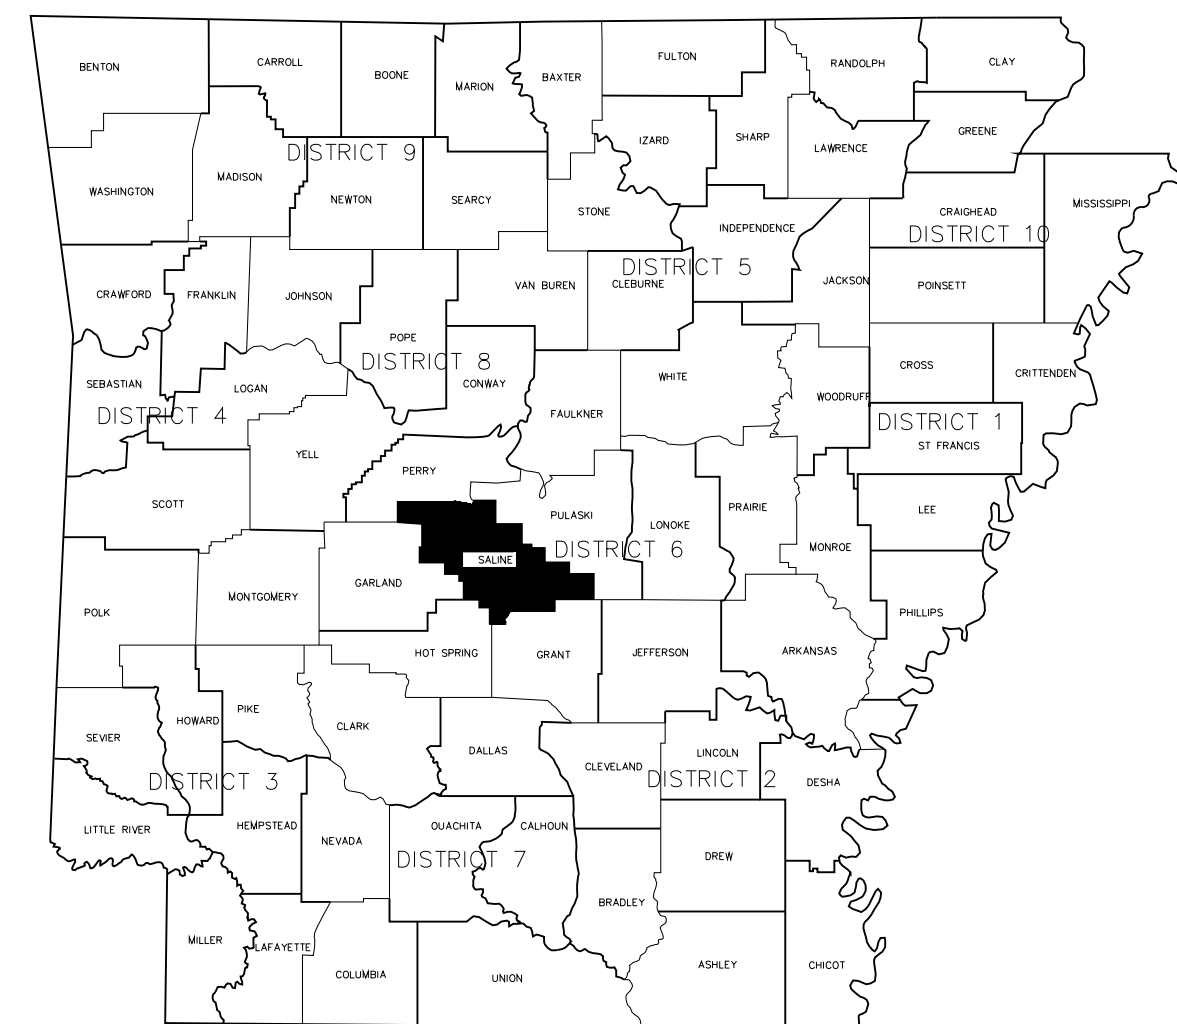 FULTON
CARROLL
RANDOLPH
CLAY
BENTON
BOONE
BAXTER
MARION
GREENE
SHARP
IZARD
LAWRENCE
DISTRICT 9
MADISON
WASHINGTON
NEWTON
SEARCY
MISSISSIPPI
STONE
CRAIGHEAD
INDEPENDENCE
DISTRICT 10
DISTRICT 5
JACKSON
CLEBURNE
VAN BUREN
POINSETT
CRAWFORD
FRANKLIN
JOHNSON
POPE
DISTRICT 8
CROSS
CRITTENDEN
WHITE
SEBASTIAN
LOGAN
CONWAY
WOODRUFF
DISTRICT 4
FAULKNER
DISTRICT 1
ST FRANCIS
YELL
PERRY
SCOTT
PRAIRIE
LEE
PULASKI
LONOKE
DISTRICT 6
MONROE
SALINE
GARLAND
MONTGOMERY
POLK
PHILLIPS
HOT SPRING
GRANT
JEFFERSON
ARKANSAS
PIKE
HOWARD
CLARK
SEVIER
DALLAS
LINCOLN
CLEVELAND
DISTRICT 2
DISTRICT 3
DESHA
LITTLE RIVER
HEMPSTEAD
OUACHITA
CALHOUN
NEVADA
DISTRICT 7
DREW
BRADLEY
MILLER
LAFAYETTE
ASHLEY
CHICOT
COLUMBIA
UNION